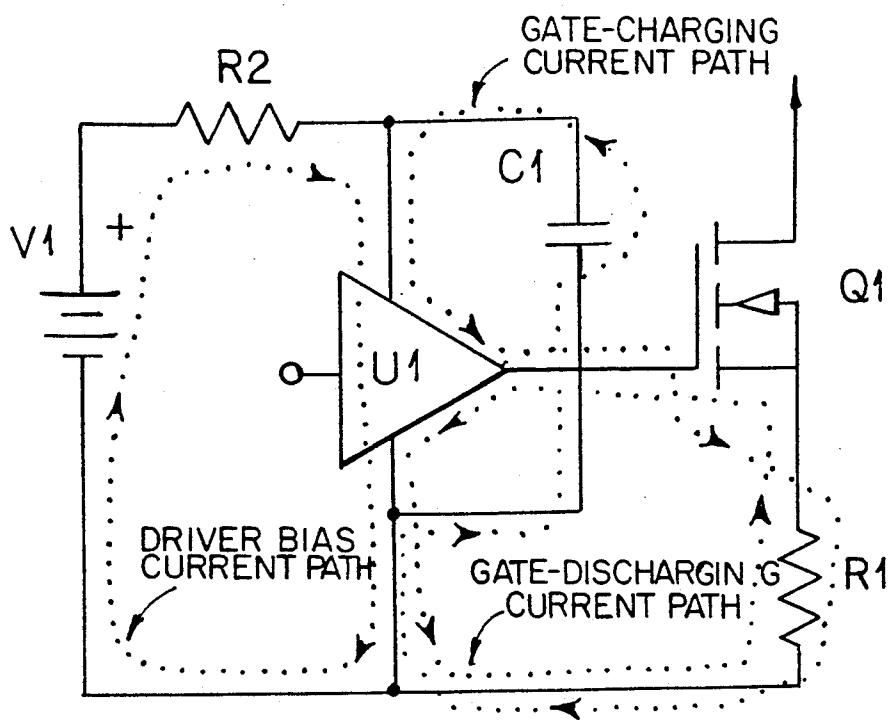 GATE-CHARGING
CURRENT PATH
R2
C1
V1
+
Q1
U1
DRIVER BIAS
CURRENT PATH
GATE-DISCHARGIN G
CURRENT PATH
R1